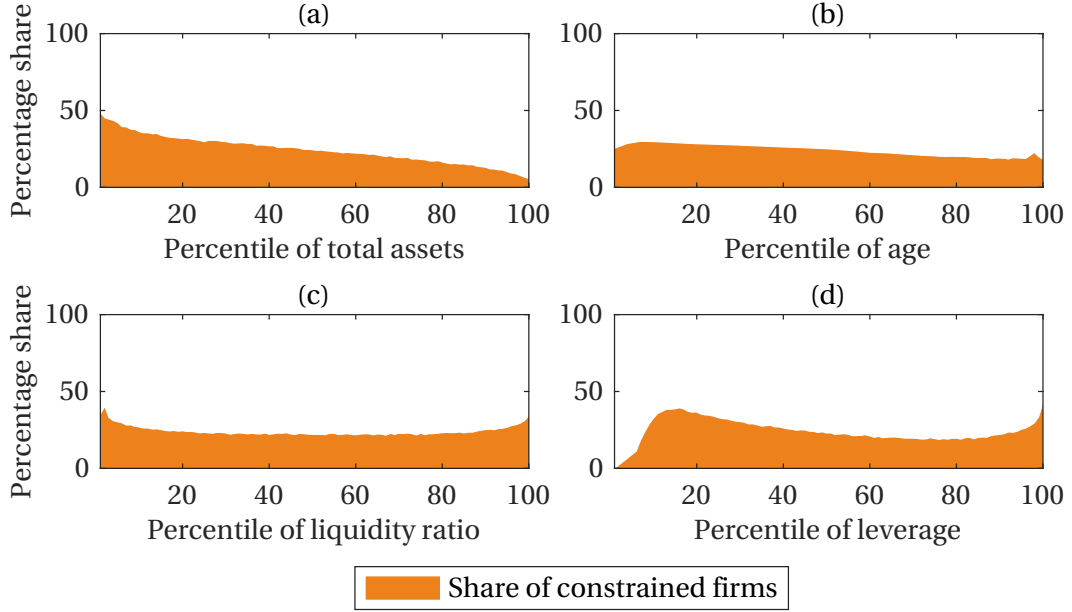 (a)
Percentage share
100
50
0
20 40 60 80 100
Percentile of total assets
(b)
100
50
0
20 40 60 80 100
Percentile of age
(c)
Percentage share
100
50
0
20 40 60 80 100
Percentile of liquidity ratio
(d)
100
50
0
20 40 60 80 100
Percentile of leverage
Share of constrained firms